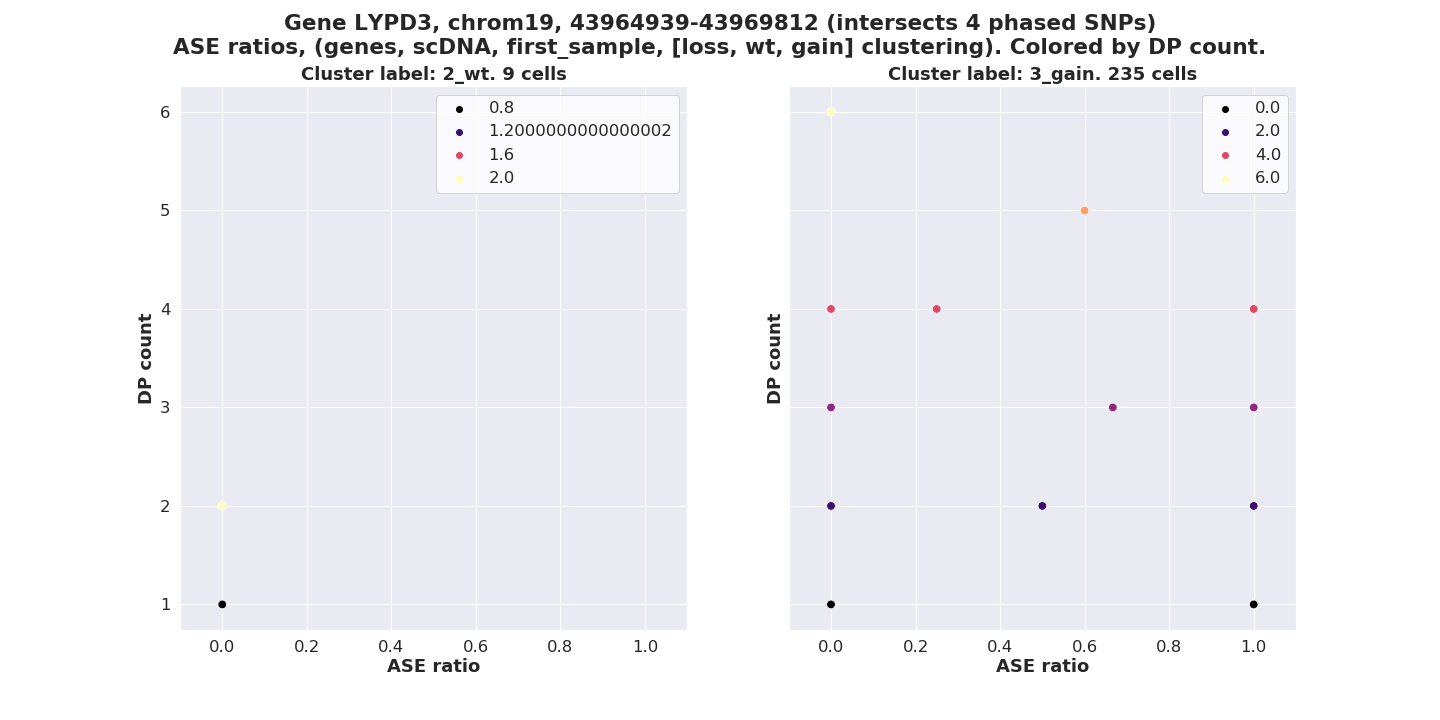 Gene LYPD3, chrom19, 43964939-43969812 (intersects 4 phased SNPs)
ASE ratios, (genes, scDNA, first_sample, [loss, wt, gain] clustering). Colored by DP count.
Cluster label: 2_wt. 9 cells
0.8
1.2000000000000002
1.6
2.0
6
5
4
3
2
1
DP count
0.0 0.2 0.4 0.6 0.8 1.0
ASE ratio
Cluster label: 3_gain. 235 cells
0.0
2.0
4.0
6.0
DP count
0.0 0.2 0.4 0.6 0.8 1.0
ASE ratio